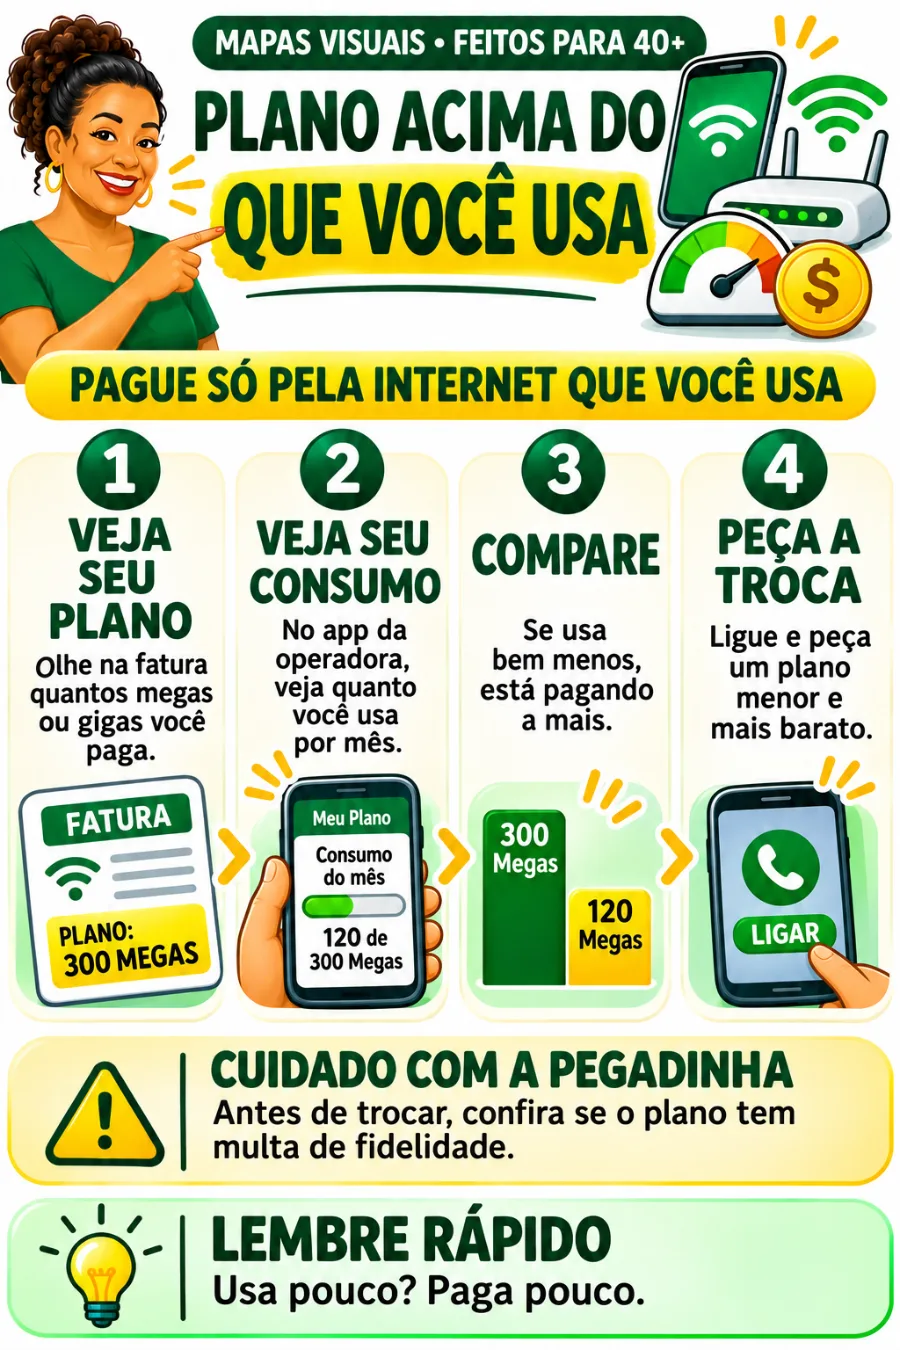 MAPAS VISUAIS • FEITOS PARA 40+
PLANO ACIMA DO
QUE VOCÊ USA
$
PAGUE SÓ PELA INTERNET QUE VOCÊ USA
1
VEJA
SEU
PLANO
Olhe na fatura
quantos megas
ou gigas você
paga.
FATURA
PLANO:
300 MEGAS
2
VEJA SEU
CONSUMO
No app da
operadora,
veja quanto
você usa
por mês.
Meu Plano
Consumo
do mês
120 de
300 Megas
3
COMPARE
Se usa
bem menos,
está pagando
a mais.
300
Megas
120
Megas
4
PEÇA A
TROCA
Ligue e peça
um plano
menor e
mais barato.
LIGAR
CUIDADO COM A PEGADINHA
Antes de trocar, confira se o plano tem
multa de fidelidade.
LEMBRE RÁPIDO
Usa pouco? Paga pouco.